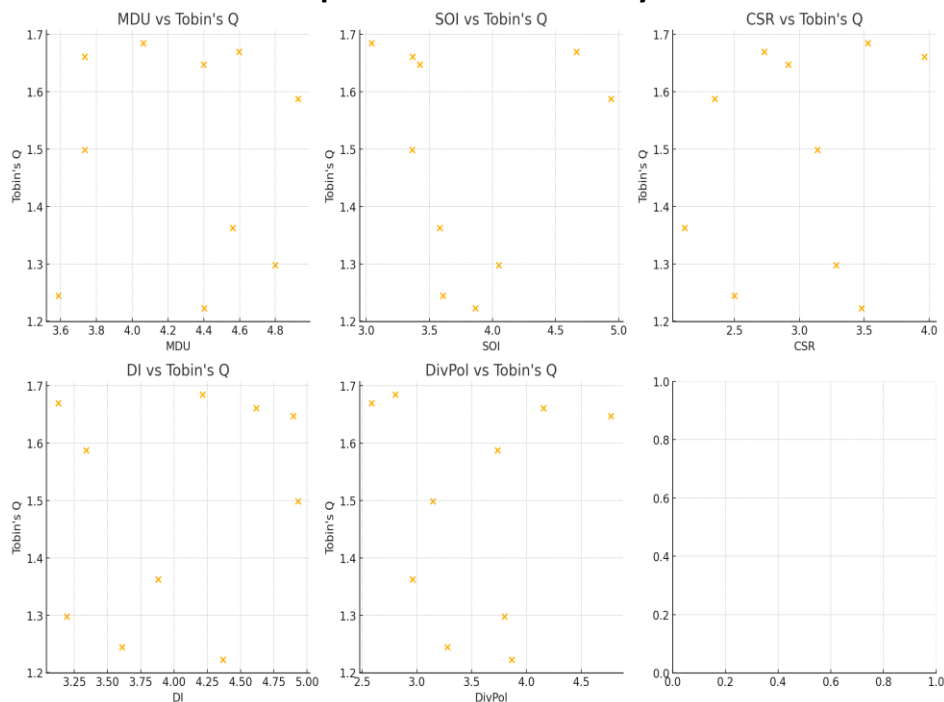 MDU vs Tobin's Q
SOI vs Tobin's Q
CSR vs Tobin's Q
1.7
1.6
1.5
1.4
1.3
1.2
Tobin's Q
3.6 3.8 4.0 4.2 4.4 4.6 4.8
MDU
1.7
1.6
1.5
1.4
1.3
1.2
Tobin's Q
3.0 3.5 4.0 4.5 5.0
SOI
1.7
1.6
1.5
1.4
1.3
1.2
Tobin's Q
2.5 3.0 3.5 4.0
CSR
DI vs Tobin's Q
DivPol vs Tobin's Q
1.7
1.6
1.5
1.4
1.3
1.2
Tobin's Q
3.25 3.50 3.75 4.00 4.25 4.50 4.75 5.00
DI
1.7
1.6
1.5
1.4
1.3
1.2
Tobin's Q
2.5 3.0 3.5 4.0 4.5
DivPol
1.0
0.8
0.6
0.4
0.2
0.0
0.0 0.2 0.4 0.6 0.8 1.0